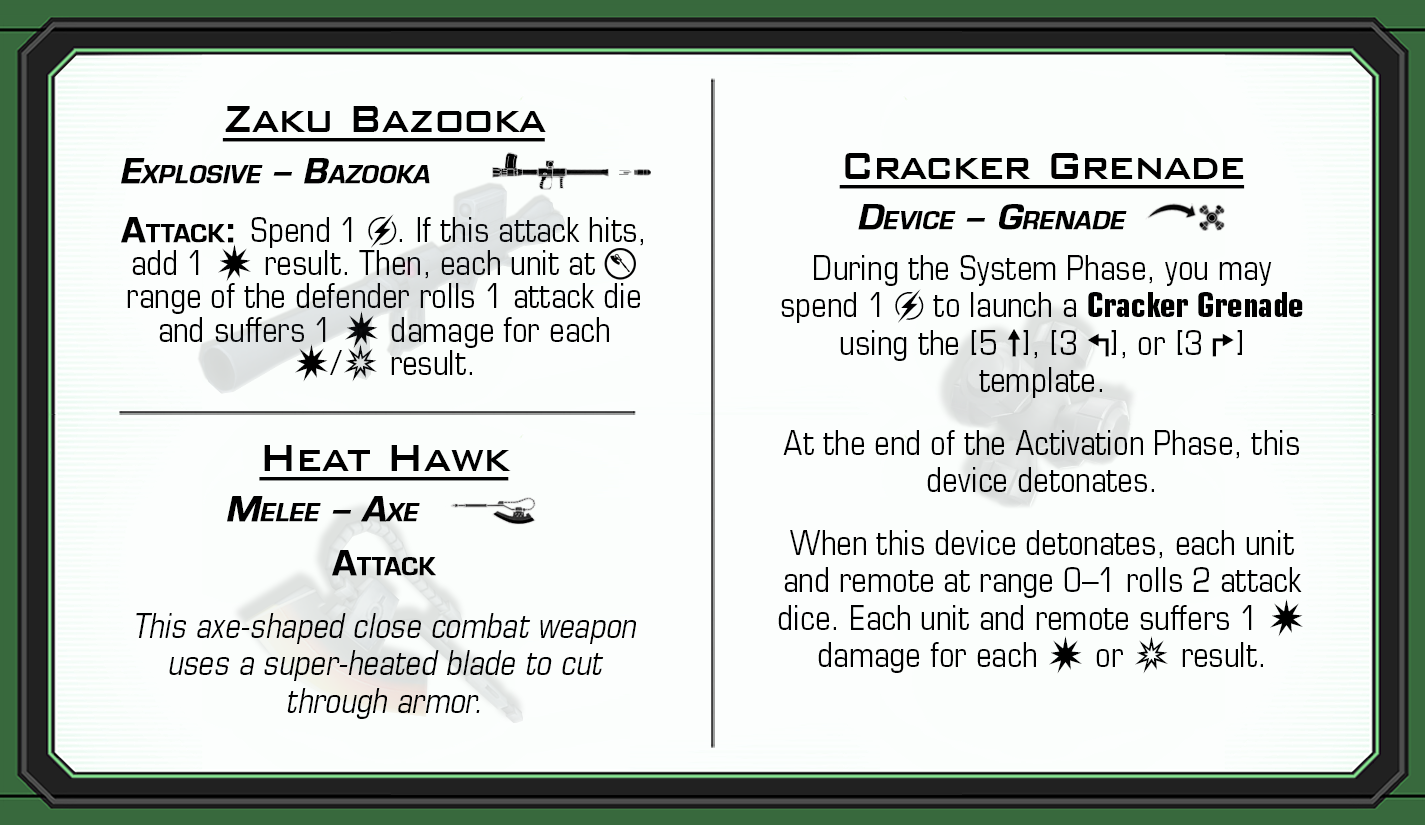 Zaku Bazooka
Explosive – Bazooka
Attack: Spend 1 . If this attack hits,
add 1 result. Then, each unit at
range of the defender rolls 1 attack die
and suffers 1 damage for each
/ result.
Heat Hawk
Melee – Axe
Attack
This axe-shaped close combat weapon
uses a super-heated blade to cut
through armor.
Cracker Grenade
Device – Grenade
During the System Phase, you may
spend 1 to launch a Cracker Grenade
using the [5 ↑], [3 ↰], or [3 ↱]
template.
At the end of the Activation Phase, this
device detonates.
When this device detonates, each unit
and remote at range 0–1 rolls 2 attack
dice. Each unit and remote suffers 1
damage for each or result.